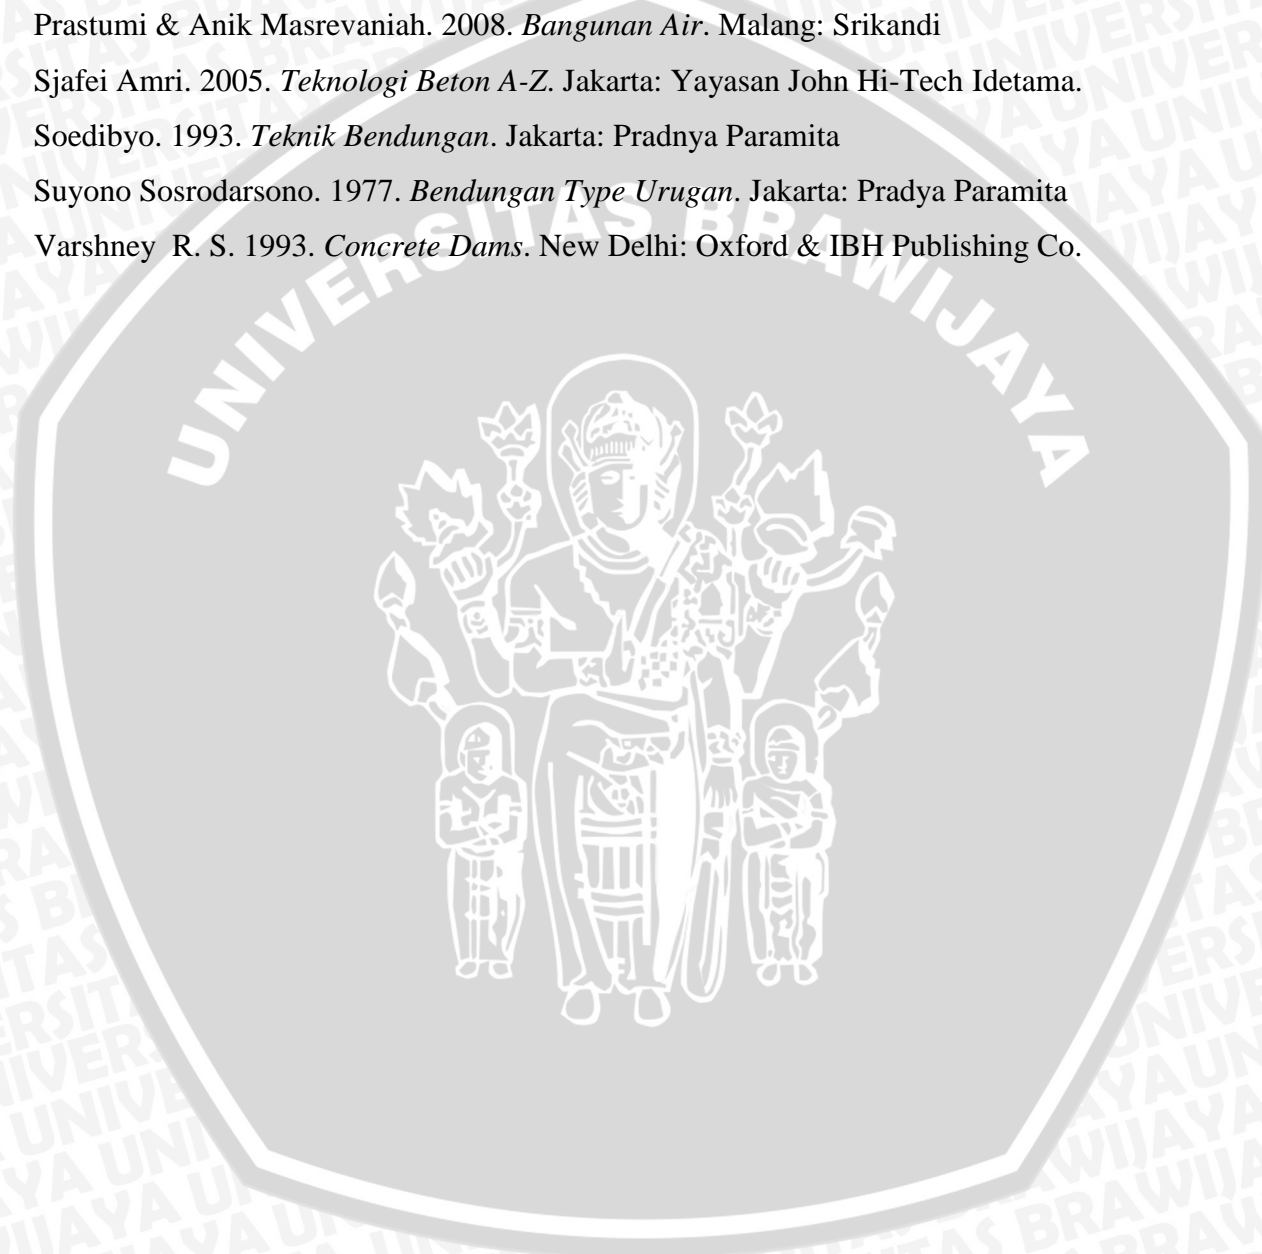 Prastumi & Anik Masrevaniah. 2008. Bangunan Air. Malang: Srikandi
Sjafei Amri. 2005. Teknologi Beton A-Z. Jakarta: Yayasan John Hi-Tech Idetama.
Soedibyo. 1993. Teknik Bendungan. Jakarta: Pradnya Paramita
Suyono Sosrodarsono. 1977. Bendungan Type Urugan. Jakarta: Pradya Paramita
Varshney  R. S. 1993. Concrete Dams. New Delhi: Oxford & IBH Publishing Co.
UNIVERSITAS BRAWIJAYA